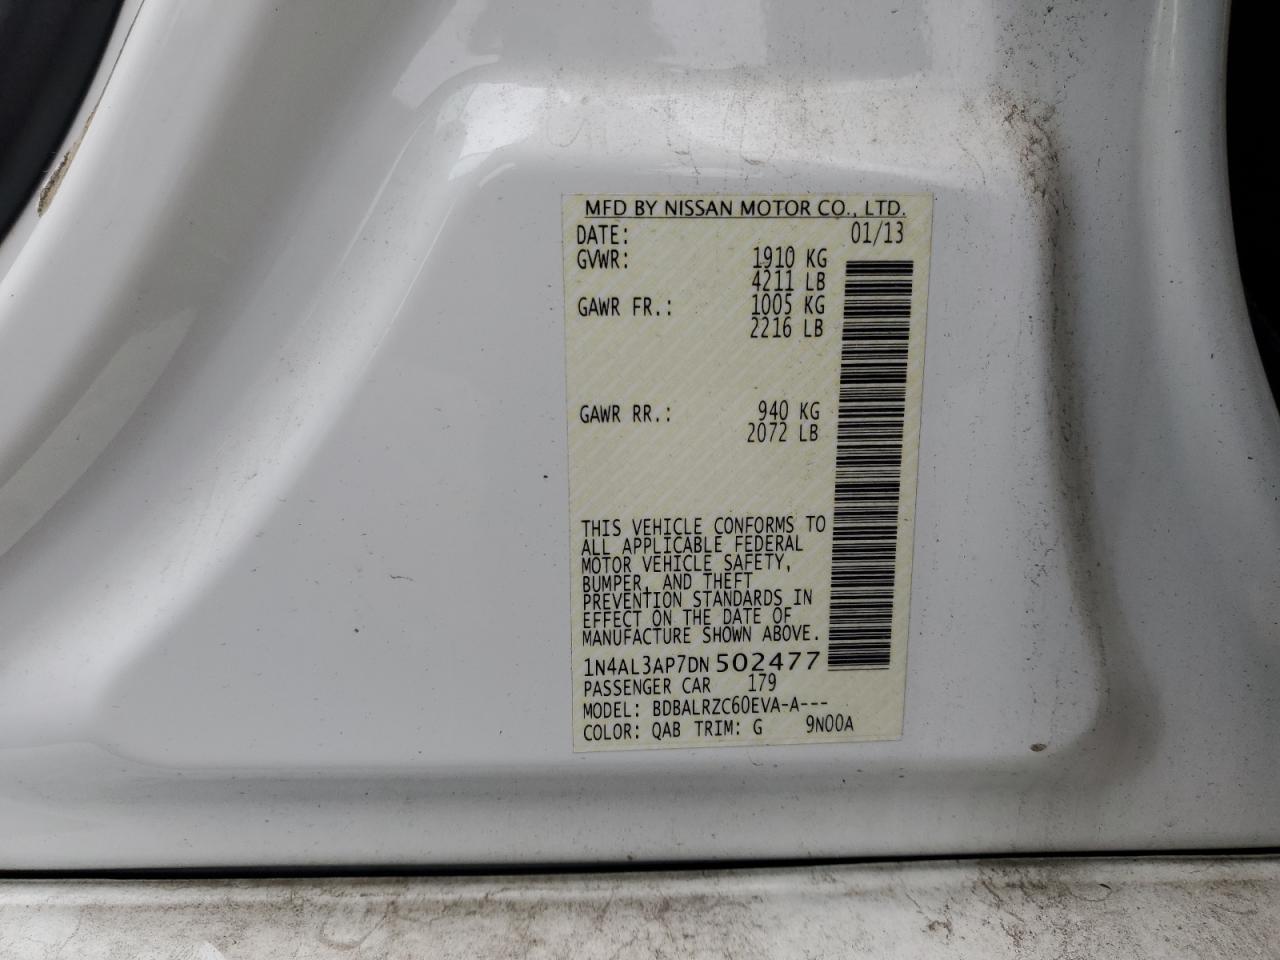 MFD BY NISSAN MOTOR CO., LTD.
DATE: 01/13
GVWR: 1910 KG
4211 LB
GAWR FR.: 1005 KG
2216 LB
GAWR RR.: 940 KG
2072 LB
THIS VEHICLE CONFORMS TO
ALL APPLICABLE FEDERAL
MOTOR VEHICLE SAFETY,
BUMPER, AND THEFT
PREVENTION STANDARDS IN
EFFECT ON THE DATE OF
MANUFACTURE SHOWN ABOVE.
1N4AL3AP7DN502477
PASSENGER CAR 179
MODEL: BDBALRZC60EVA-A---
COLOR: QAB TRIM: G 9N00A